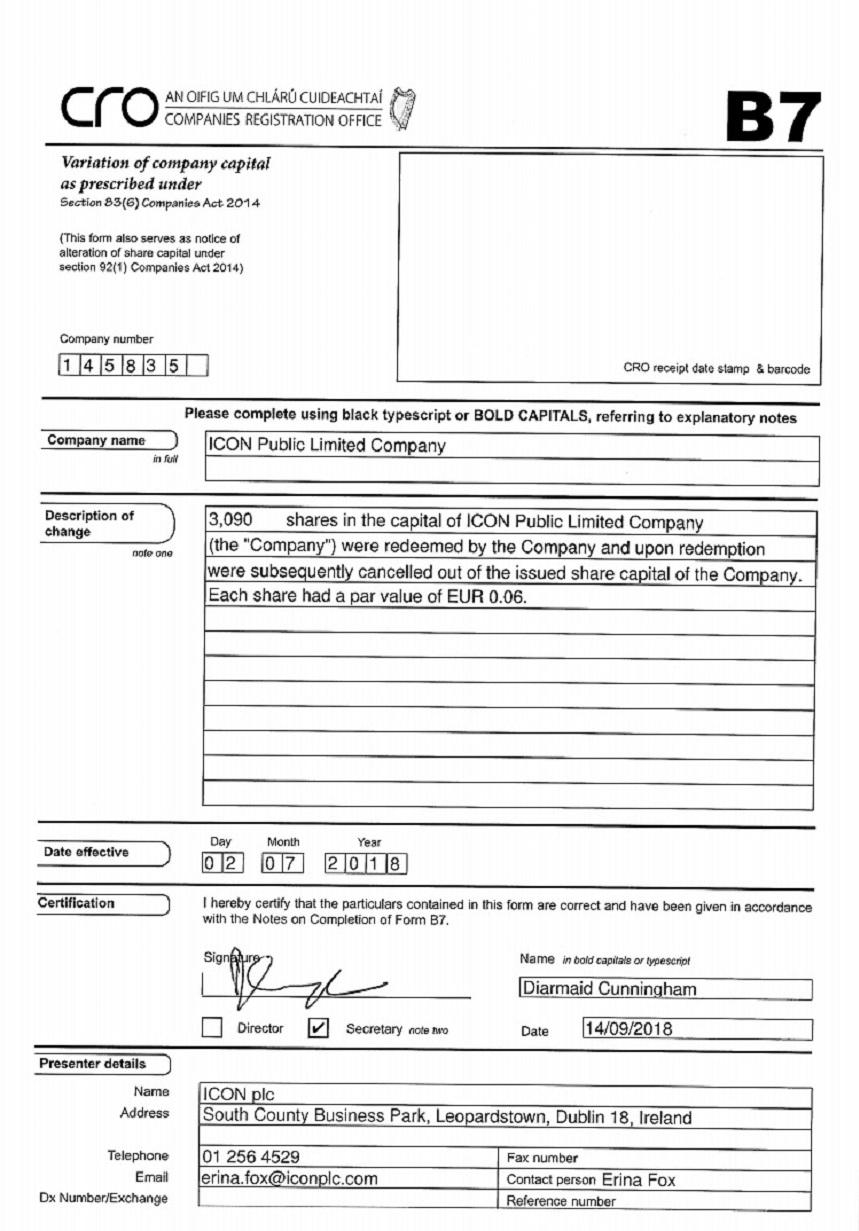 CRO AN OIFIG UM CHLÁRÚ CUIDEACHTAÍ
COMPANIES REGISTRATION OFFICE
B7
Variation of company capital
as prescribed under
Section 83(6) Companies Act 2014
(This form also serves as notice of
alteration of share capital under
section 92(1) Companies Act 2014)
Company number
145835
CRO receipt date stamp & barcode
Please complete using black typescript or BOLD CAPITALS, referring to explanatory notes
Company name
in full
ICON Public Limited Company
Description of
change
note one
3,090 shares in the capital of ICON Public Limited Company
(the "Company") were redeemed by the Company and upon redemption
were subsequently cancelled out of the issued share capital of the Company.
Each share had a par value of EUR 0.06.
Date effective
Day Month Year
02 07 2018
Certification
I hereby certify that the particulars contained in this form are correct and have been given in accordance
with the Notes on Completion of Form B7.
Signature
Name in bold capitals or typescript
Diarmaid Cunningham
Director ✓ Secretary note two
Date 14/09/2018
Presenter details
Name ICON plc
Address South County Business Park, Leopardstown, Dublin 18, Ireland
Telephone 01 256 4529 Fax number
Email erina.fox@iconplc.com Contact person Erina Fox
Dx Number/Exchange Reference number